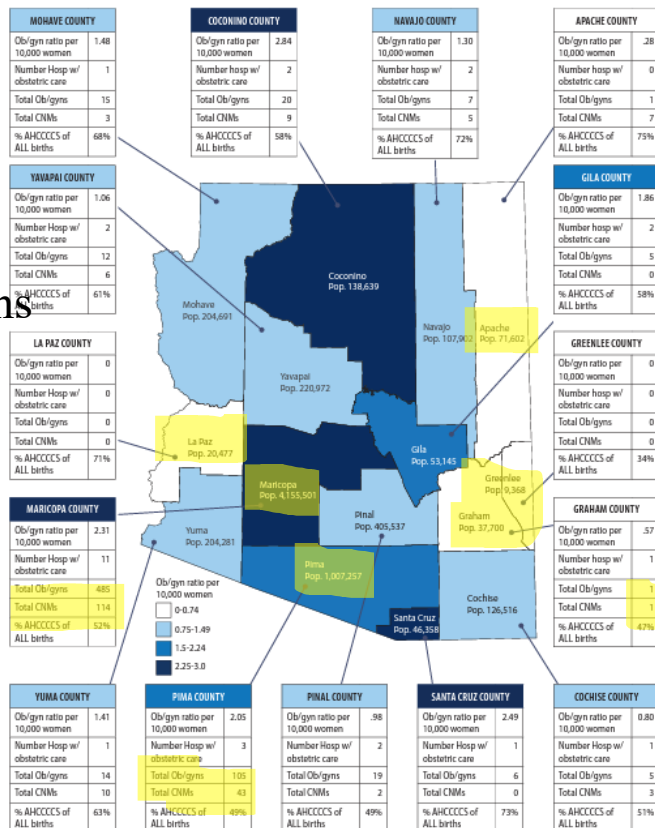 MOHAVE COUNTY
Ob/gyn ratio per
10,000 women
1.48
Number Hosp w/
obstetric care
1
Total Ob/gyns
15
Total CNMs
3
% AHCCCCS of
ALL births
68%
COCONINO COUNTY
Ob/gyn ratio per
10,000 women
2.84
Number hosp w/
obstetric care
2
Total Ob/gyns
20
Total CNMs
9
% AHCCCCS of
ALL births
58%
NAVAJO COUNTY
Ob/gyn ratio per
10,000 women
1.30
Number hosp w/
obstetric care
2
Total Ob/gyns
7
Total CNMs
5
% AHCCCCS of
ALL births
72%
APACHE COUNTY
Ob/gyn ratio per
10,000 women
.28
Number Hosp w/
obstetric care
0
Total Ob/gyns
1
Total CNMs
7
% AHCCCCS of
ALL births
75%
YAVAPAI COUNTY
Ob/gyn ratio per
10,000 women
1.06
Number Hosp w/
obstetric care
2
Total Ob/gyns
12
Total CNMs
6
% AHCCCCS of
ALL births
61%
ns
GILA COUNTY
Ob/gyn ratio per
10,000 women
1.86
Number Hosp w/
obstetric care
2
Total Ob/gyns
5
Total CNMs
0
% AHCCCCS of
ALL births
58%
LA PAZ COUNTY
Ob/gyn ratio per
10,000 women
0
Number Hosp w/
obstetric care
0
Total Ob/gyns
0
Total CNMs
0
% AHCCCCS of
ALL births
71%
Coconino
Pop. 138,639
Mohave
Pop. 204,691
Navajo
Pop. 107,902
Apache
Pop. 71,602
Yavapai
Pop. 220,972
La Paz
Pop. 20,477
Gila
Pop. 53,145
Maricopa
Pop. 4,155,501
Greenlee
Pop. 9,368
Graham
Pop. 37,700
Pinal
Pop. 405,537
Yuma
Pop. 204,281
Pima
Pop. 1,007,257
Cochise
Pop. 126,516
Santa Cruz
Pop. 46,358
GREENLEE COUNTY
Ob/gyn ratio per
10,000 women
0
Number Hosp w/
obstetric care
0
Total Ob/gyns
0
Total CNMs
0
% AHCCCCS of
ALL births
34%
MARICOPA COUNTY
Ob/gyn ratio per
10,000 women
2.31
Number Hosp w/
obstetric care
11
Total Ob/gyns
485
Total CNMs
114
% AHCCCCS of
ALL births
52%
GRAHAM COUNTY
Ob/gyn ratio per
10,000 women
.57
Number Hosp w/
obstetric care
1
Total Ob/gyns
1
Total CNMs
1
% AHCCCCS of
ALL births
47%
Ob/gyn ratio per
10,000 women
0-0.74
0.75-1.49
1.5-2.24
2.25-3.0
YUMA COUNTY
Ob/gyn ratio per
10,000 women
1.41
Number Hosp w/
obstetric care
1
Total Ob/gyns
14
Total CNMs
10
% AHCCCCS of
ALL births
63%
PIMA COUNTY
Ob/gyn ratio per
10,000 women
2.05
Number Hosp w/
obstetric care
3
Total Ob/gyns
105
Total CNMs
43
% AHCCCCS of
ALL births
49%
PINAL COUNTY
Ob/gyn ratio per
10,000 women
.98
Number Hosp w/
obstetric care
2
Total Ob/gyns
19
Total CNMs
2
% AHCCCCS of
ALL births
49%
SANTA CRUZ COUNTY
Ob/gyn ratio per
10,000 women
2.49
Number Hosp w/
obstetric care
1
Total Ob/gyns
6
Total CNMs
0
% AHCCCCS of
ALL births
73%
COCHISE COUNTY
Ob/gyn ratio per
10,000 women
0.80
Number Hosp w/
obstetric care
1
Total Ob/gyns
5
Total CNMs
3
% AHCCCCS of
ALL births
51%